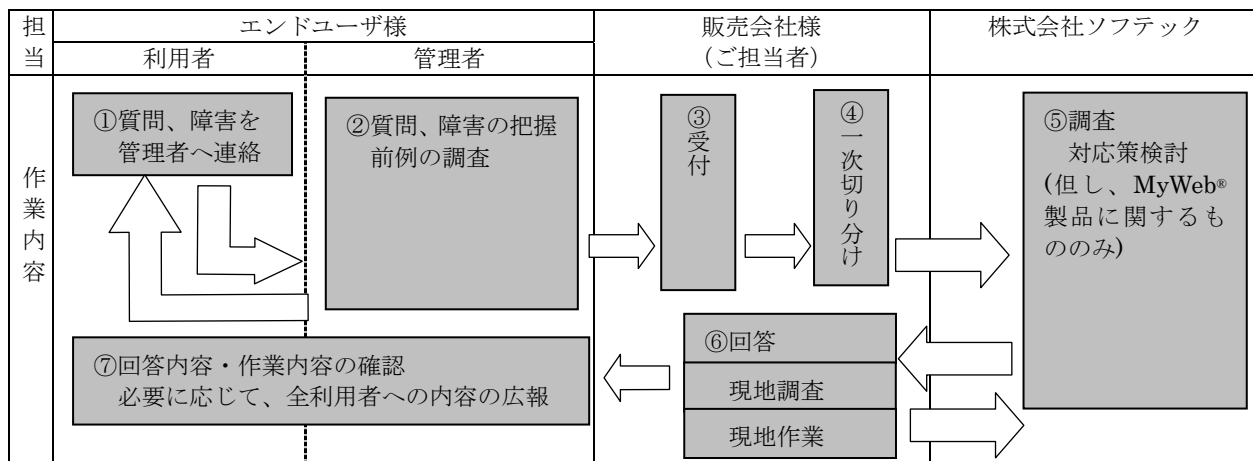 担当
エンドユーザ様
利用者
管理者
販売会社様
(ご担当者)
株式会社ソフテック
作業内容
①質問、障害を
管理者へ連絡
②質問、障害の把握
前例の調査
③受付
④一次切り分け
⑤調査
対応策検討
(但し、MyWeb®
製品に関するも
ののみ)
⑥回答
現地調査
現地作業
⑦回答内容・作業内容の確認
必要に応じて、全利用者への内容の広報